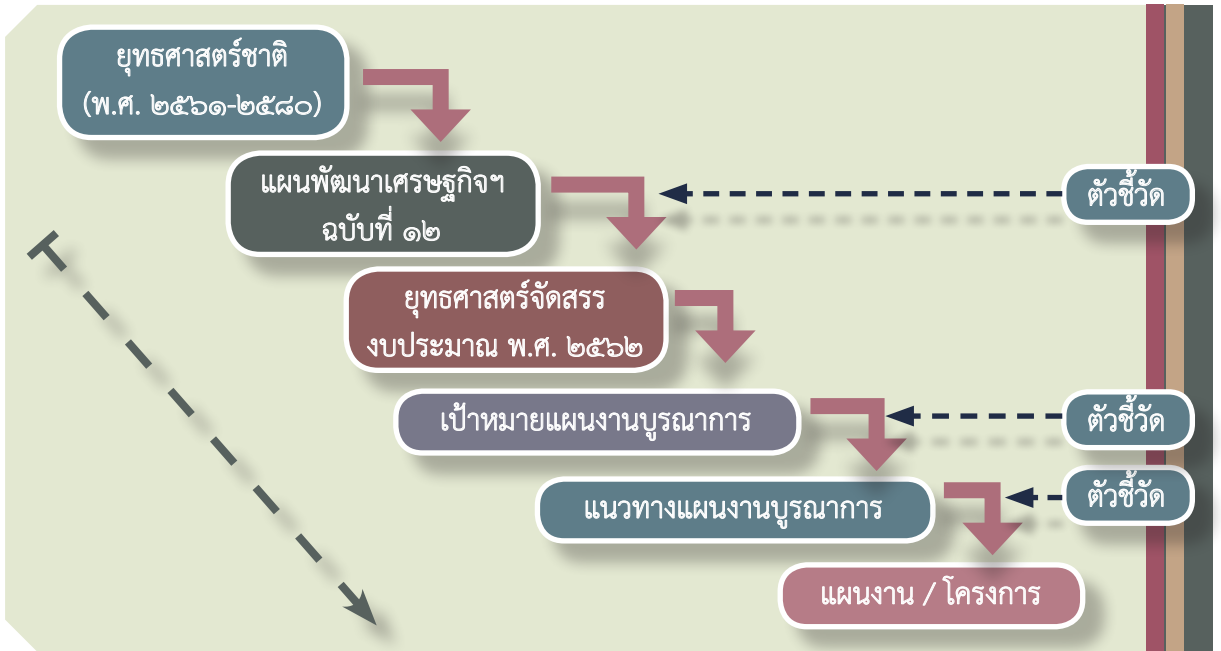 ยุทธศาสตร์ชาติ
(พ.ศ. ๒๕๖๑-๒๕๘๐)
แผนพัฒนาเศรษฐกิจฯ
ฉบับที่ ๑๒
ตัวชี้วัด
ยุทธศาสตร์จัดสรร
งบประมาณ พ.ศ. ๒๕๖๒
เป้าหมายแผนงานบูรณาการ
ตัวชี้วัด
แนวทางแผนงานบูรณาการ
ตัวชี้วัด
แผนงาน / โครงการ